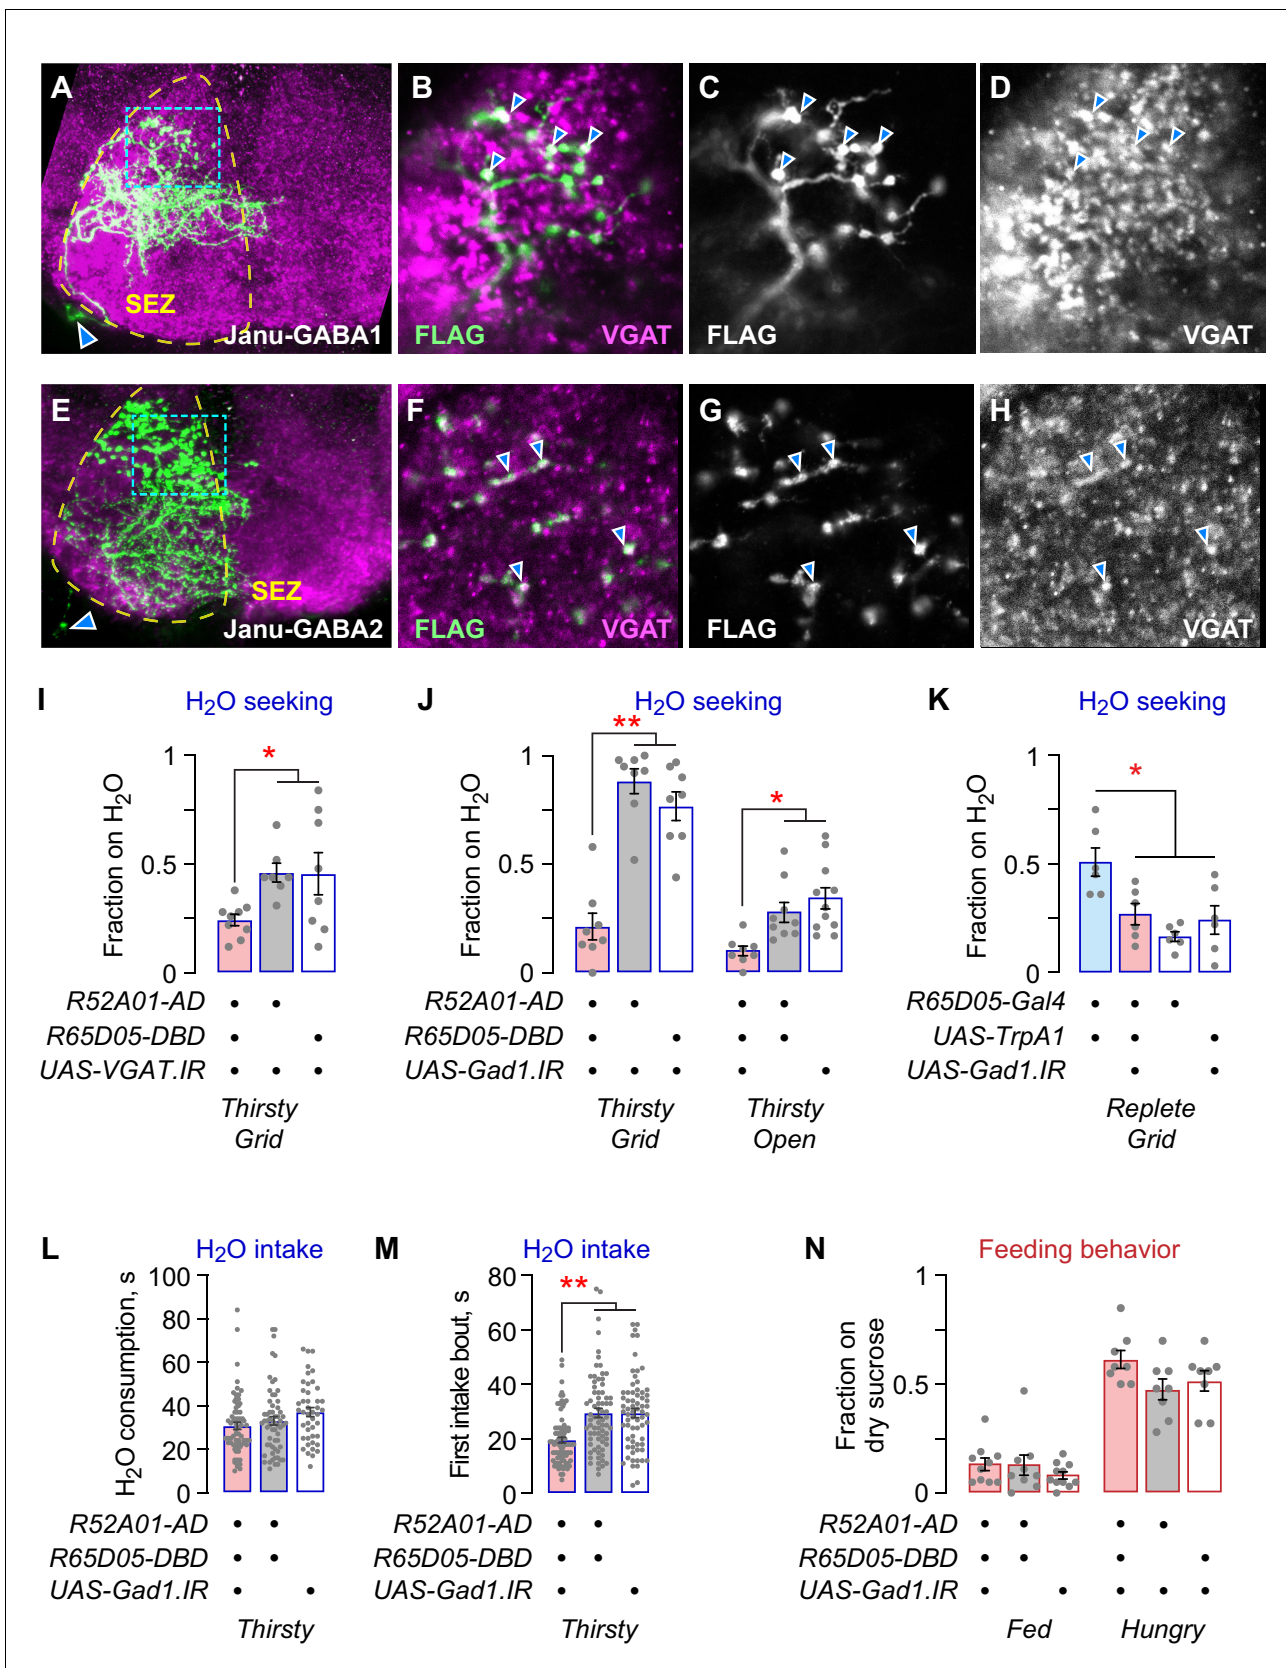 A
SEZ
Janu-GABA1
B
FLAG VGAT
C
FLAG
D
VGAT
E
SEZ
Janu-GABA2
F
FLAG VGAT
G
FLAG
H
VGAT
I
H₂O seeking
*
Fraction on H₂O
1
0.5
0
R52A01-AD • •
R65D05-DBD • •
UAS-VGAT.IR • • •
Thirsty
Grid
J
H₂O seeking
**
*
Fraction on H₂O
1
0.5
0
R52A01-AD • • • •
R65D05-DBD • • • •
UAS-Gad1.IR • • • • •
Thirsty
Grid
Thirsty
Open
K
H₂O seeking
*
Fraction on H₂O
1
0.5
0
R65D05-Gal4 • • •
UAS-TrpA1 • • •
UAS-Gad1.IR • •
Replete
Grid
L
H₂O intake
H₂O consumption, s
100
80
60
40
20
0
R52A01-AD • •
R65D05-DBD • •
UAS-Gad1.IR • •
Thirsty
M
H₂O intake
**
First intake bout, s
80
60
40
20
0
R52A01-AD • •
R65D05-DBD • •
UAS-Gad1.IR • •
Thirsty
N
Feeding behavior
Fraction on
dry sucrose
1
0.5
0
R52A01-AD • • • •
R65D05-DBD • • • •
UAS-Gad1.IR • • • • •
Fed
Hungry